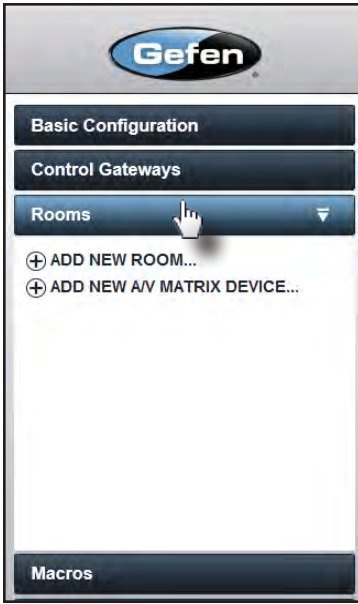 Gefen
Basic Configuration
Control Gateways
Rooms
ADD NEW ROOM...
ADD NEW A/V MATRIX DEVICE...
Macros